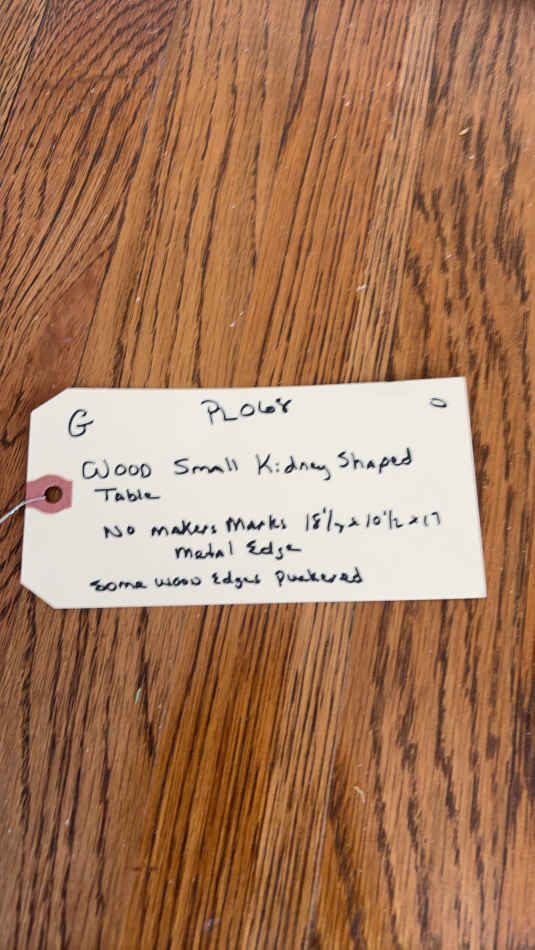 G PL068 0
Wood Small Kidney Shaped
Table
No makers Marks 18 1/4 x 10 1/2 x 17
metal Edge
some wood Edges Puckered